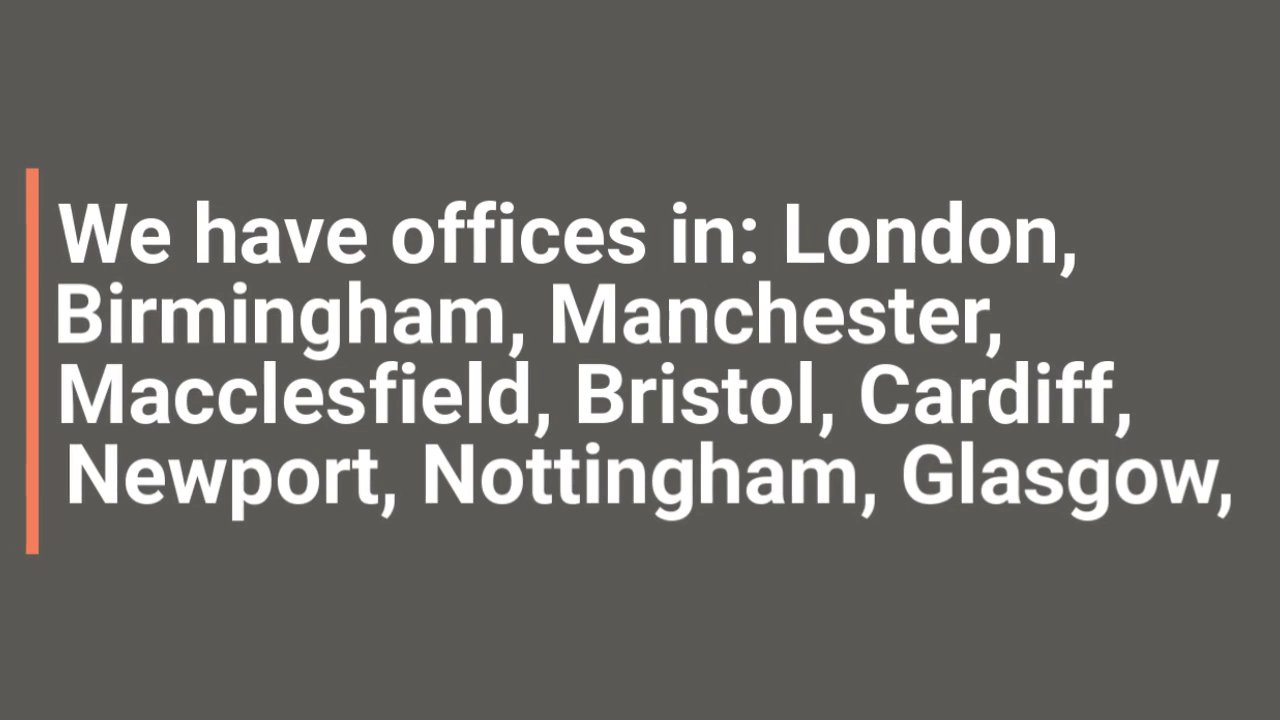 We have offices in: London,
Birmingham, Manchester,
Macclesfield, Bristol, Cardiff,
Newport, Nottingham, Glasgow,